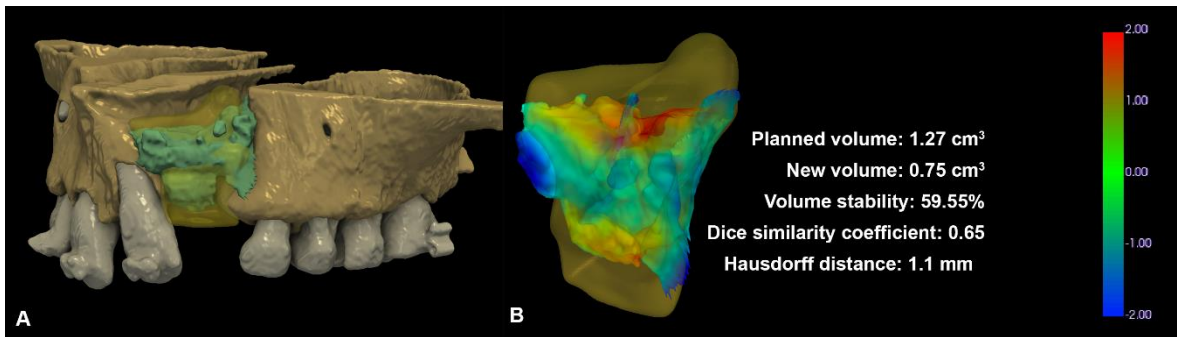 A
B
Planned volume: 1.27 cm³
New volume: 0.75 cm³
Volume stability: 59.55%
Dice similarity coefficient: 0.65
Hausdorff distance: 1.1 mm
2.00
1.00
0.00
-1.00
-2.00